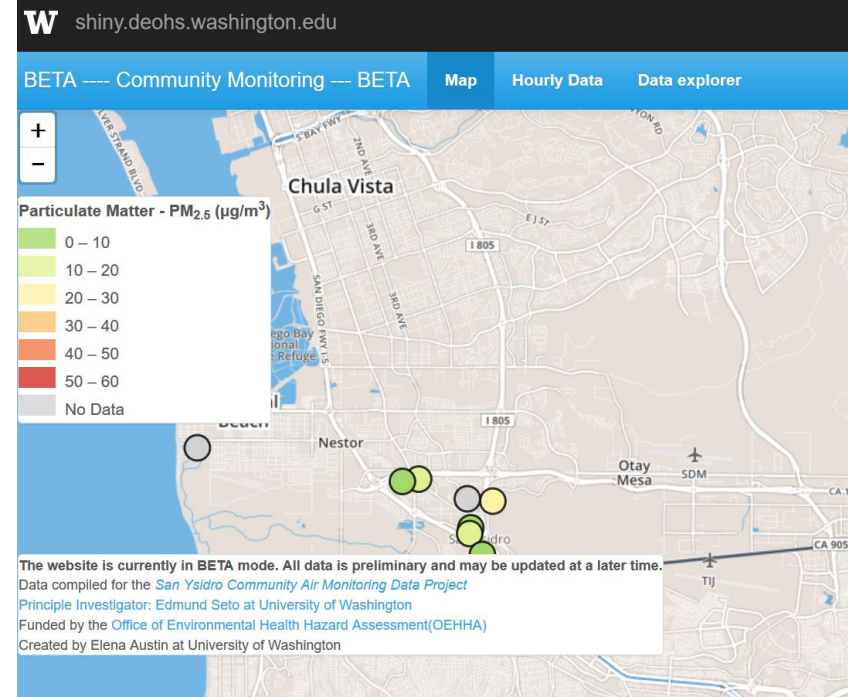 W shiny.deohs.washington.edu
BETA ---- Community Monitoring --- BETA Map Hourly Data Data explorer
+
−
Particulate Matter - PM2.5 (µg/m3)
0 – 10
10 – 20
20 – 30
30 – 40
40 – 50
50 – 60
No Data
S BAY FWY
2ND AVE
Chula Vista
G ST
E J ST
3RD AVE
I 805
SAN DIEGO FWY I-5
3RD AVE
Bay
Refuge
I 805
Beach
Nestor
Otay
Mesa
SDM
CA 905
TIJ
The website is currently in BETA mode. All data is preliminary and may be updated at a later time.
Data compiled for the San Ysidro Community Air Monitoring Data Project
Principle Investigator: Edmund Seto at University of Washington
Funded by the Office of Environmental Health Hazard Assessment(OEHHA)
Created by Elena Austin at University of Washington